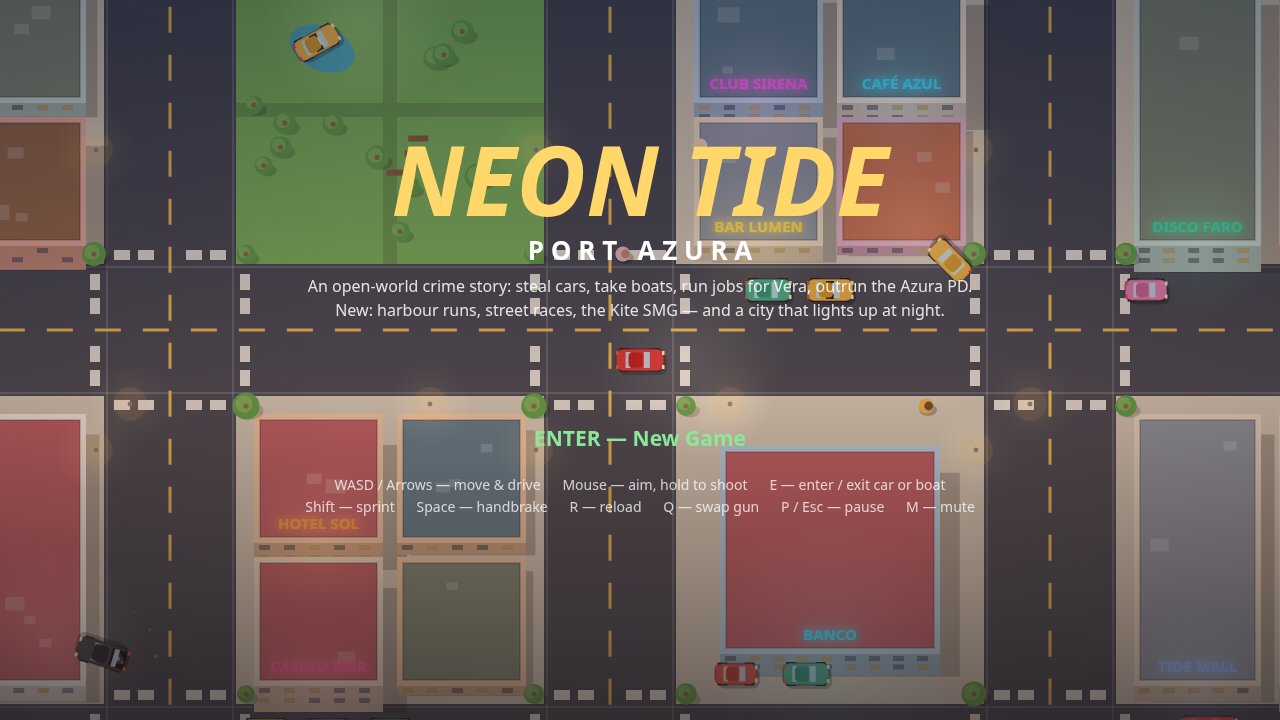 CLUB SIRENA
CAFÉ AZUL
NEON TIDE
BAR LUMEN
DISCO FARO
PORT AZURA
An open-world crime story: steal cars, take boats, run jobs for Vera, outrun the Azura PD.
New: harbour runs, street races, the Kite SMG — and a city that lights up at night.
ENTER — New Game
WASD / Arrows — move & drive Mouse — aim, hold to shoot E — enter / exit car or boat
Shift — sprint Space — handbrake R — reload Q — swap gun P / Esc — pause M — mute
HOTEL SOL
BANCO
CASINO MAR
TIDE MALL